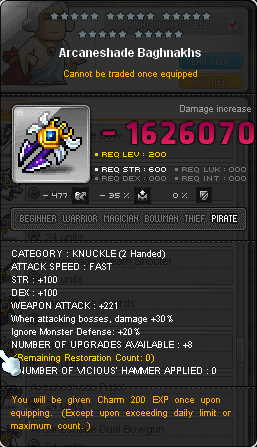 Arcaneshade Baghnakhs
Cannot be traded once equipped
Damage increase
- 1626070
REQ LEV : 200
REQ STR : 600 REQ LUK : 000
REQ DEX : 000 REQ INT : 000
- 477 - 35 % 0 %
BEGINNER WARRIOR MAGICIAN BOWMAN THIEF PIRATE
CATEGORY : KNUCKLE (2 Handed)
ATTACK SPEED : FAST
STR : +100
DEX : +100
WEAPON ATTACK : +221
When attacking bosses, damage +30%
Ignore Monster Defense: +20%
NUMBER OF UPGRADES AVAILABLE : +8
(Remaining Restoration Count: 0)
NUMBER OF VICIOUS' HAMMER APPLIED : 0
You will be given Charm 200 EXP once upon
equipping. (Except upon exceeding daily limit or
maximum count. )